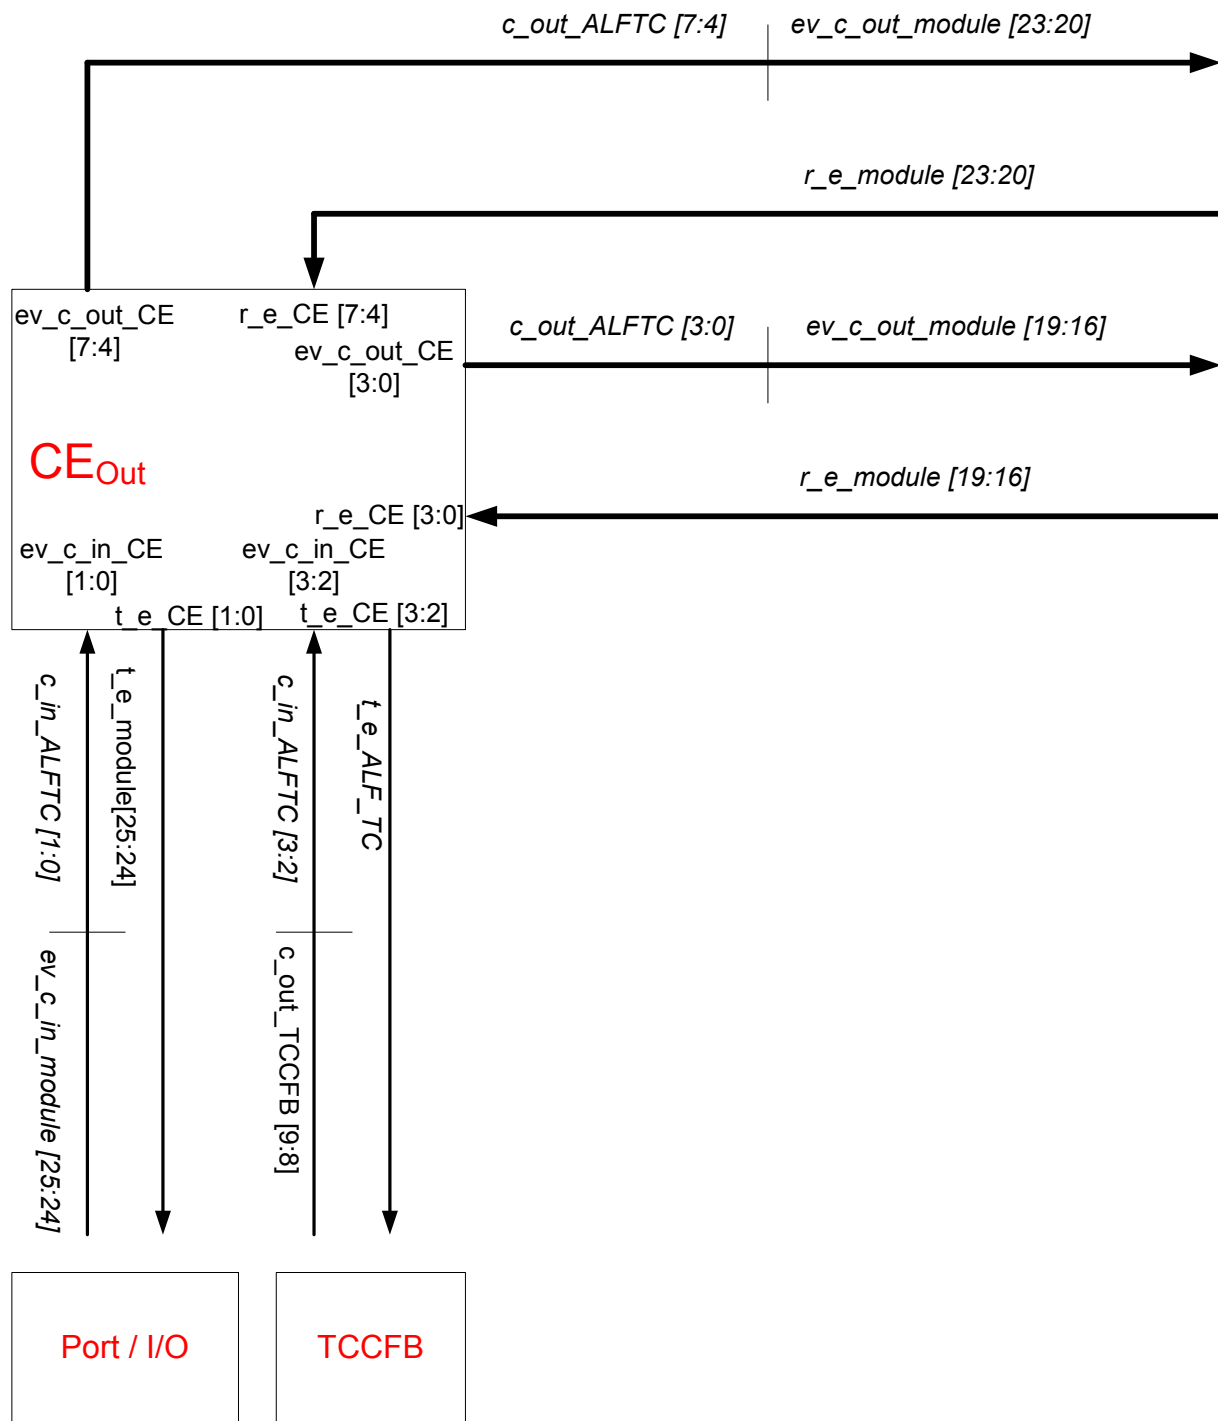 c_out_ALFTC [7:4]
ev_c_out_module [23:20]
r_e_module [23:20]
ev_c_out_CE
[7:4]
r_e_CE [7:4]
ev_c_out_CE
[3:0]
c_out_ALFTC [3:0]
ev_c_out_module [19:16]
CEOut
r_e_module [19:16]
r_e_CE [3:0]
ev_c_in_CE
[1:0]
ev_c_in_CE
[3:2]
t_e_CE [1:0]
t_e_CE [3:2]
c_in_ALFTC [1:0]
t_e_module[25:24]
c_in_ALFTC [3:2]
t_e_ALF_TC
ev_c_in_module [25:24]
c_out_TCCFB [9:8]
Port / I/O
TCCFB